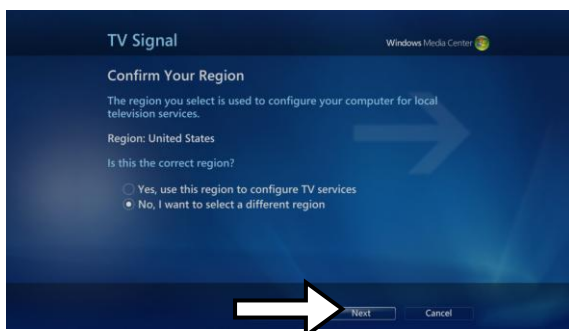 TV Signal
Windows Media Center
Confirm Your Region
The region you select is used to configure your computer for local
television services.
Region: United States
Is this the correct region?
Yes, use this region to configure TV services
No, I want to select a different region
Next
Cancel